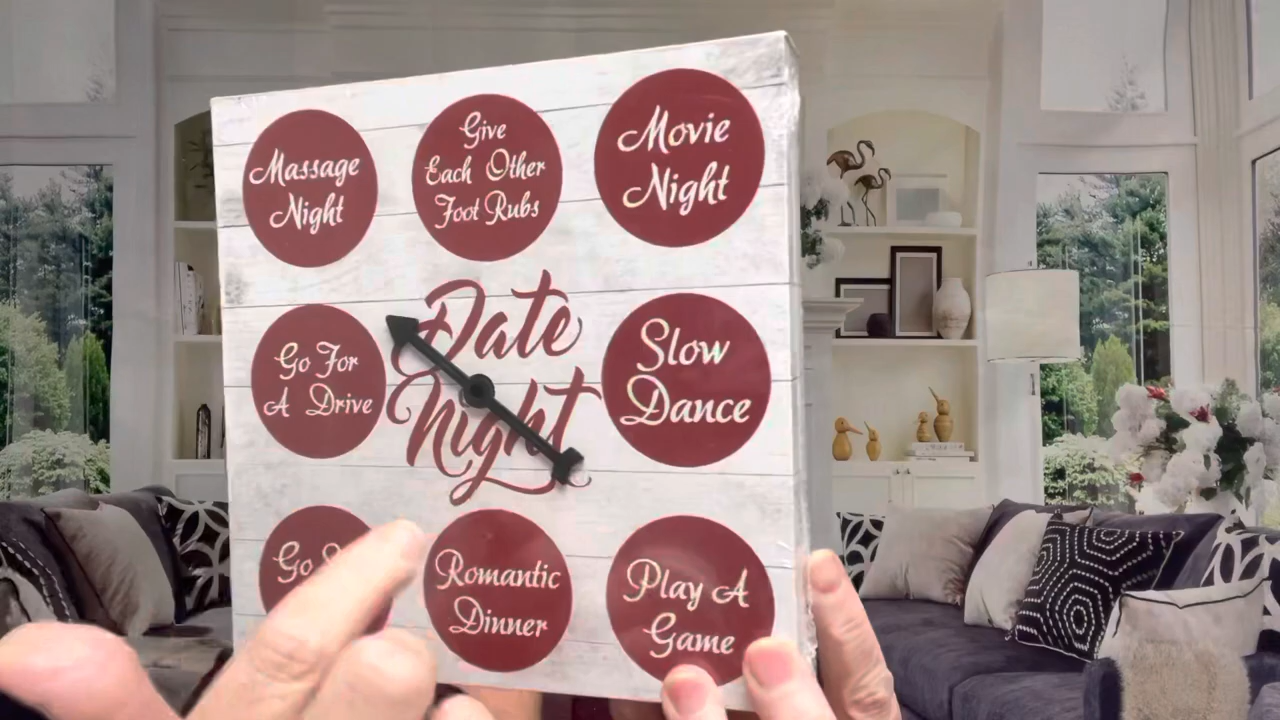 Massage
Night
Give
Each Other
Foot Rubs
Movie
Night
Go For
A Drive
Date
Night
Slow
Dance
Go
Romantic
Dinner
Play A
Game